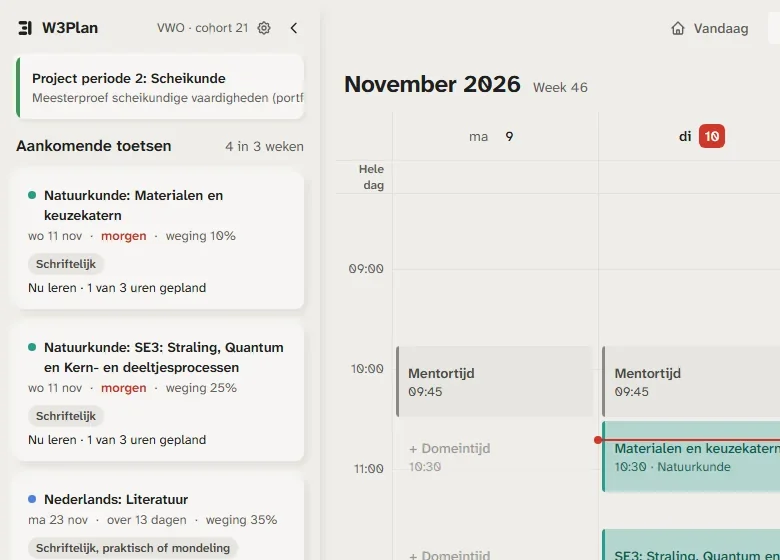 W3Plan
VWO · cohort 21
Project periode 2: Scheikunde
Meesterproef scheikundige vaardigheden (portf
Aankomende toetsen
4 in 3 weken
Natuurkunde: Materialen en
keuzekatern
wo 11 nov · morgen · weging 10%
Schriftelijk
Nu leren · 1 van 3 uren gepland
Natuurkunde: SE3: Straling, Quantum
en Kern- en deeltjesprocessen
wo 11 nov · morgen · weging 25%
Schriftelijk
Nu leren · 1 van 3 uren gepland
Nederlands: Literatuur
ma 23 nov · over 13 dagen · weging 35%
Schriftelijk, praktisch of mondeling
Vandaag
November 2026 Week 46
ma 9
di 10
Hele
dag
09:00
10:00
11:00
Mentortijd
09:45
+ Domeintijd
10:30
+ Domeintijd
Mentortijd
09:45
Materialen en keuzekatern
10:30 · Natuurkunde
SE3: Straling, Quantum en